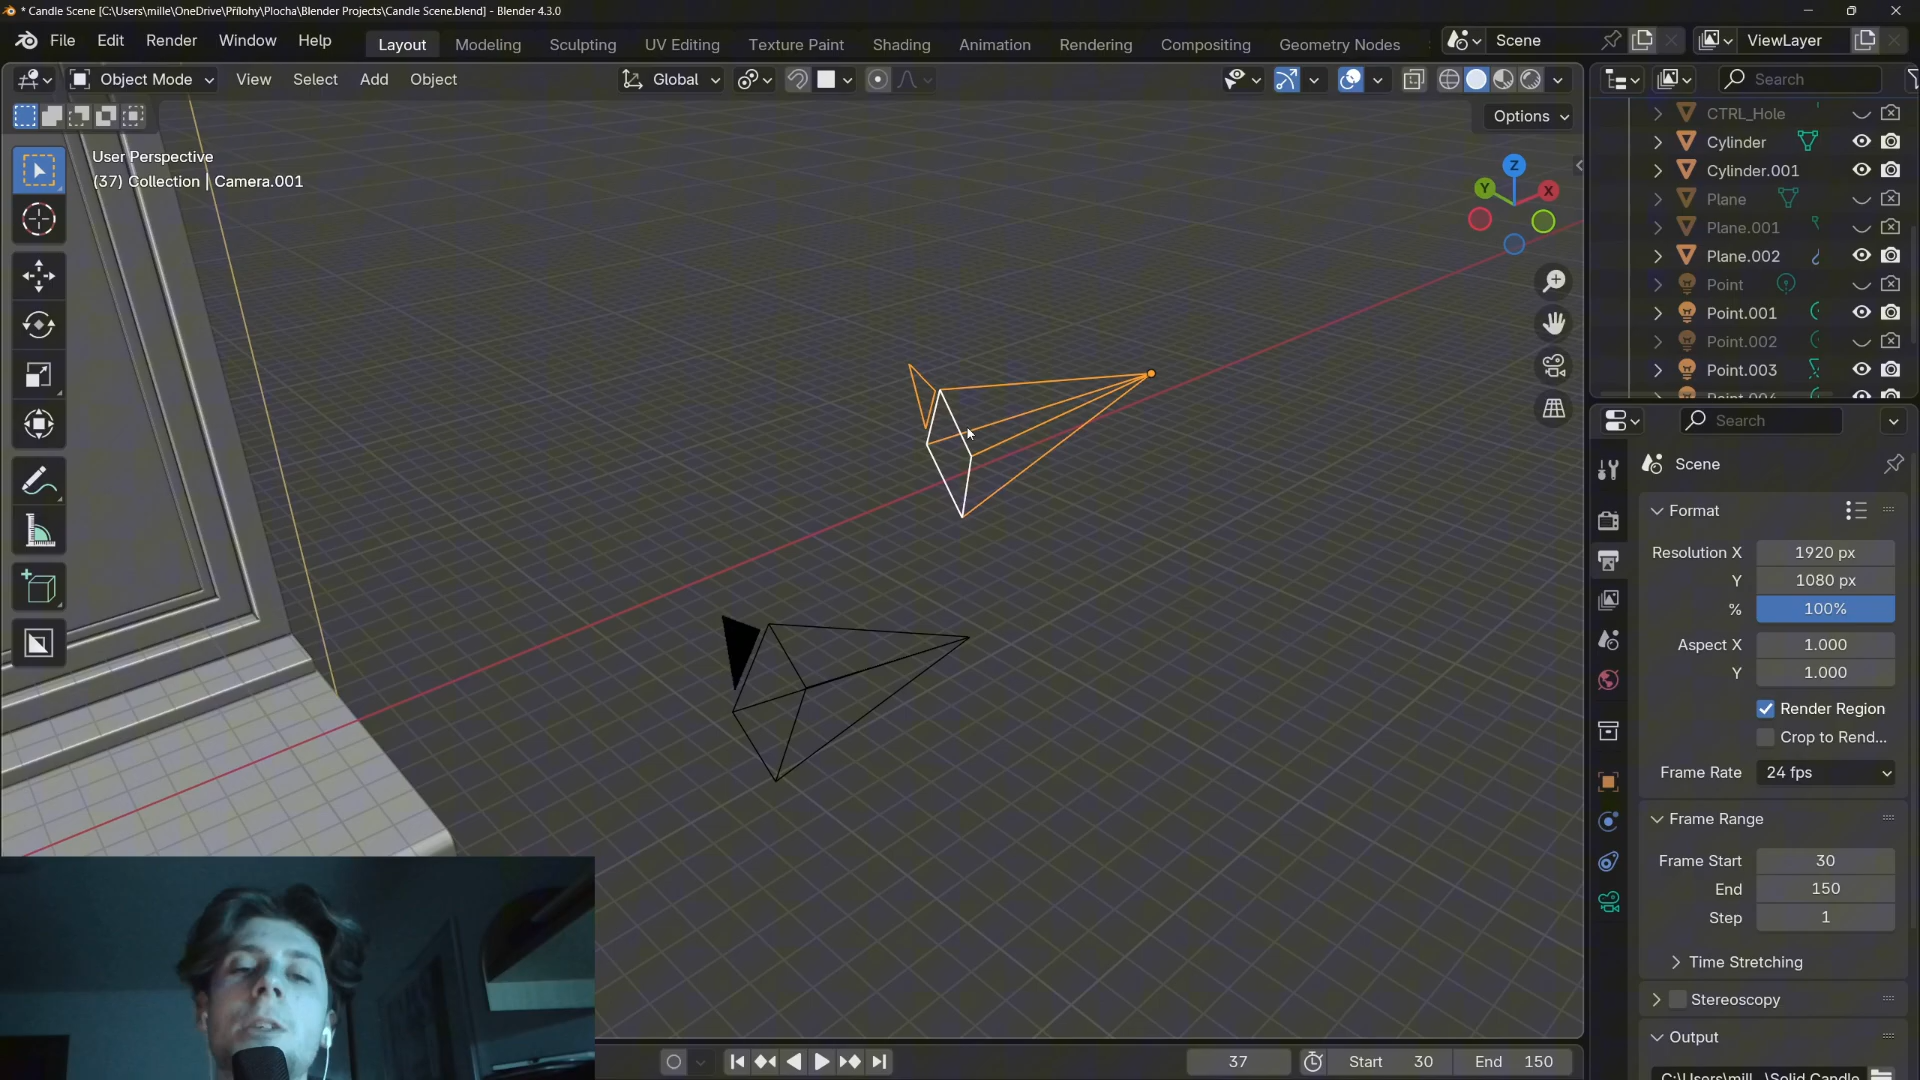 * Candle Scene [C:\Users\mille\OneDrive\Přílohy\Plocha\Blender Projects\Candle Scene.blend] - Blender 4.3.0
File Edit Render Window Help Layout Modeling Sculpting UV Editing Texture Paint Shading Animation Rendering Compositing Geometry Nodes Scene ViewLayer
Object Mode View Select Add Object Global Search
Options
User Perspective
(37) Collection | Camera.001
Z
Y
X
CTRL_Hole
Cylinder
Cylinder.001
Plane
Plane.001
Plane.002
Point
Point.001
Point.002
Point.003
Search
Scene
Format
Resolution X 1920 px
Y 1080 px
% 100%
Aspect X 1.000
Y 1.000
Render Region
Crop to Rend...
Frame Rate 24 fps
Frame Range
Frame Start 30
End 150
Step 1
Time Stretching
Stereoscopy
Output
37 Start 30 End 150